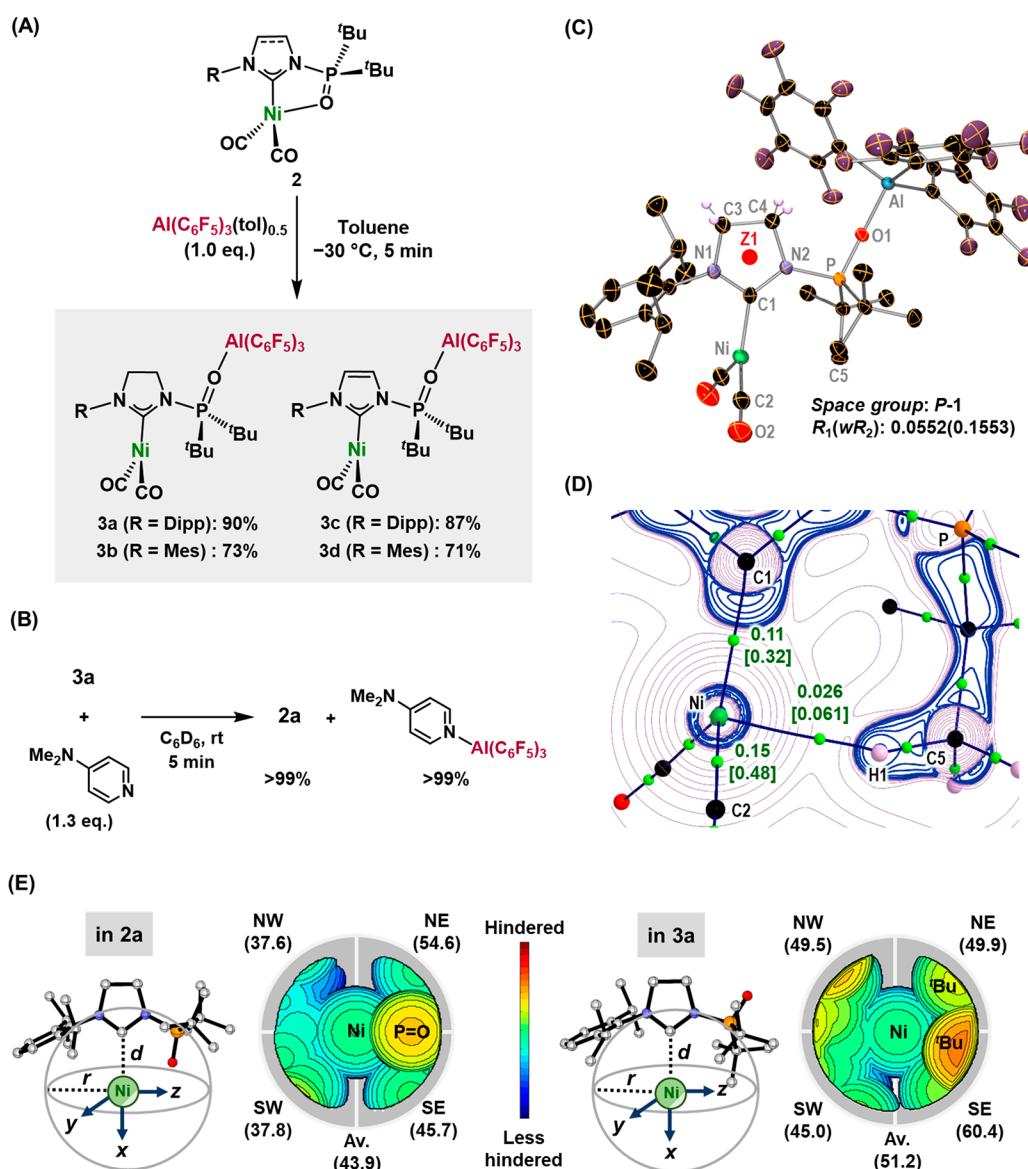 (A)
ᵗBu
N
N
P
ᵗBu
R
O
Ni
OC
CO
2
Al(C₆F₅)₃(tol)₀.₅
(1.0 eq.)
Toluene
−30 °C, 5 min
Al(C₆F₅)₃
O
N
N
P
R
ᵗBu
Ni
ᵗBu
OC
CO
3a (R = Dipp): 90%
3b (R = Mes) : 73%
Al(C₆F₅)₃
O
N
N
P
R
ᵗBu
Ni
ᵗBu
OC
CO
3c (R = Dipp): 87%
3d (R = Mes) : 71%
(B)
3a
+
Me₂N
N
(1.3 eq.)
C₆D₆, rt
5 min
2a
>99%
+
Me₂N
N
Al(C₆F₅)₃
>99%
(C)
Al
C3
C4
O1
Z1
N1
N2
P
C1
Ni
C5
C2
O2
Space group: P-1
R₁(wR₂): 0.0552(0.1553)
(D)
P
C1
0.11
[0.32]
0.026
[0.061]
Ni
0.15
[0.48]
H1
C5
C2
(E)
in 2a
d
r
Ni
z
y
x
NW
(37.6)
NE
(54.6)
Ni
P=O
SW
(37.8)
SE
(45.7)
Av.
(43.9)
Hindered
Less
hindered
in 3a
d
r
Ni
z
y
x
NW
(49.5)
NE
(49.9)
ᵗBu
Ni
ᵗBu
SW
(45.0)
SE
(60.4)
Av.
(51.2)